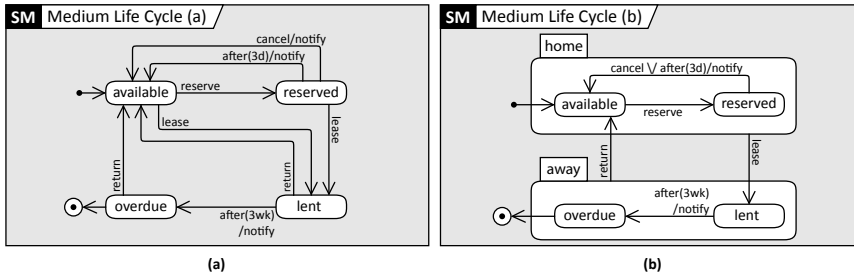 SM Medium Life Cycle (a)
cancel/notify
after(3d)/notify
available
reserve
reserved
lease
lease
return
return
overdue
after(3wk)
/notify
lent
(a)
SM Medium Life Cycle (b)
home
cancel \/ after(3d)/notify
available
reserve
reserved
return
lease
away
overdue
after(3wk)
/notify
lent
(b)